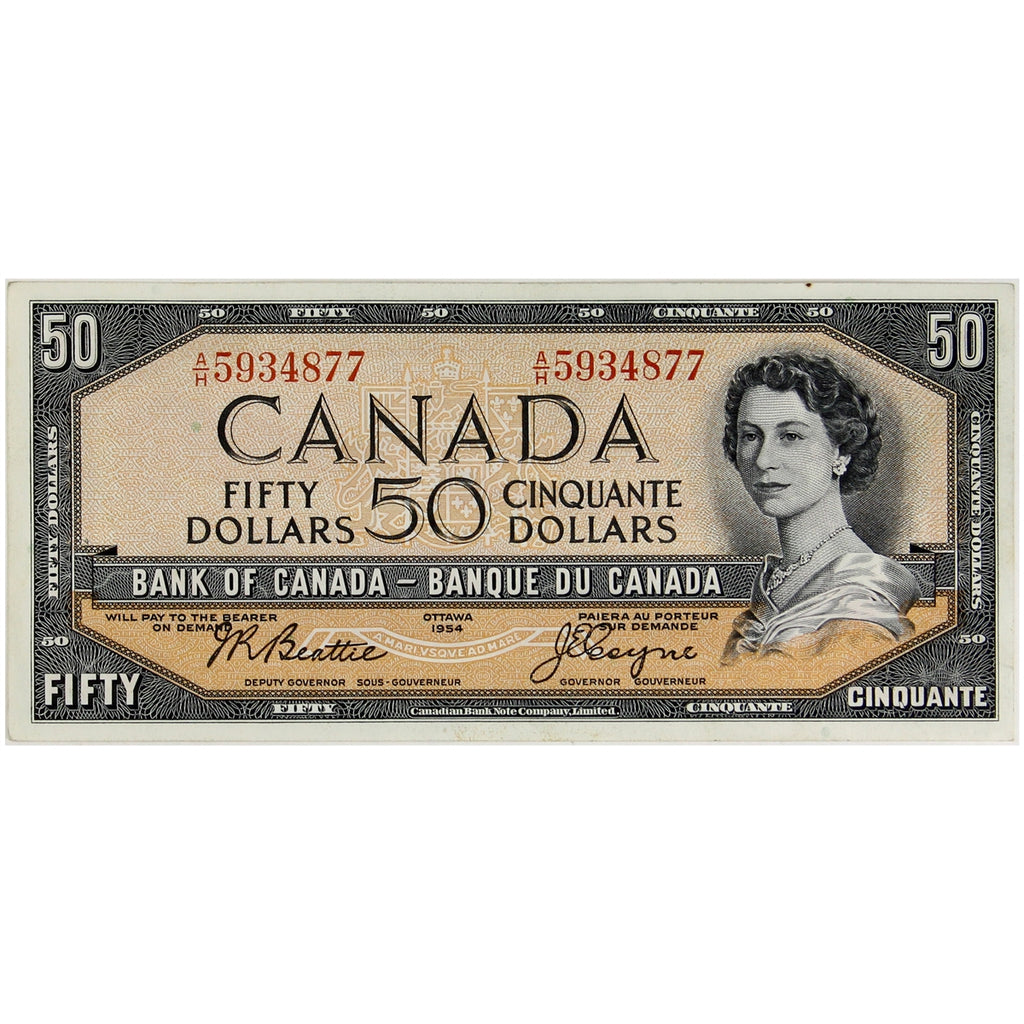 50 FIFTY 50 50 CINQUANTE 50
50 50
A/H 5934877 A/H 5934877
CANADA
FIFTY DOLLARS
CINQUANTE DOLLARS
FIFTY 50 CINQUANTE
DOLLARS DOLLARS
BANK OF CANADA – BANQUE DU CANADA
WILL PAY TO THE BEARER OTTAWA PAIERA AU PORTEUR
ON DEMAND 1954 SUR DEMANDE
50 50
A MARI VSQVE AD MARE
JRBeattie JECoyne
DEPUTY GOVERNOR SOUS-GOUVERNEUR GOVERNOR GOUVERNEUR
FIFTY CINQUANTE
FIFTY Canadian Bank Note Company, Limited. CINQUANTE